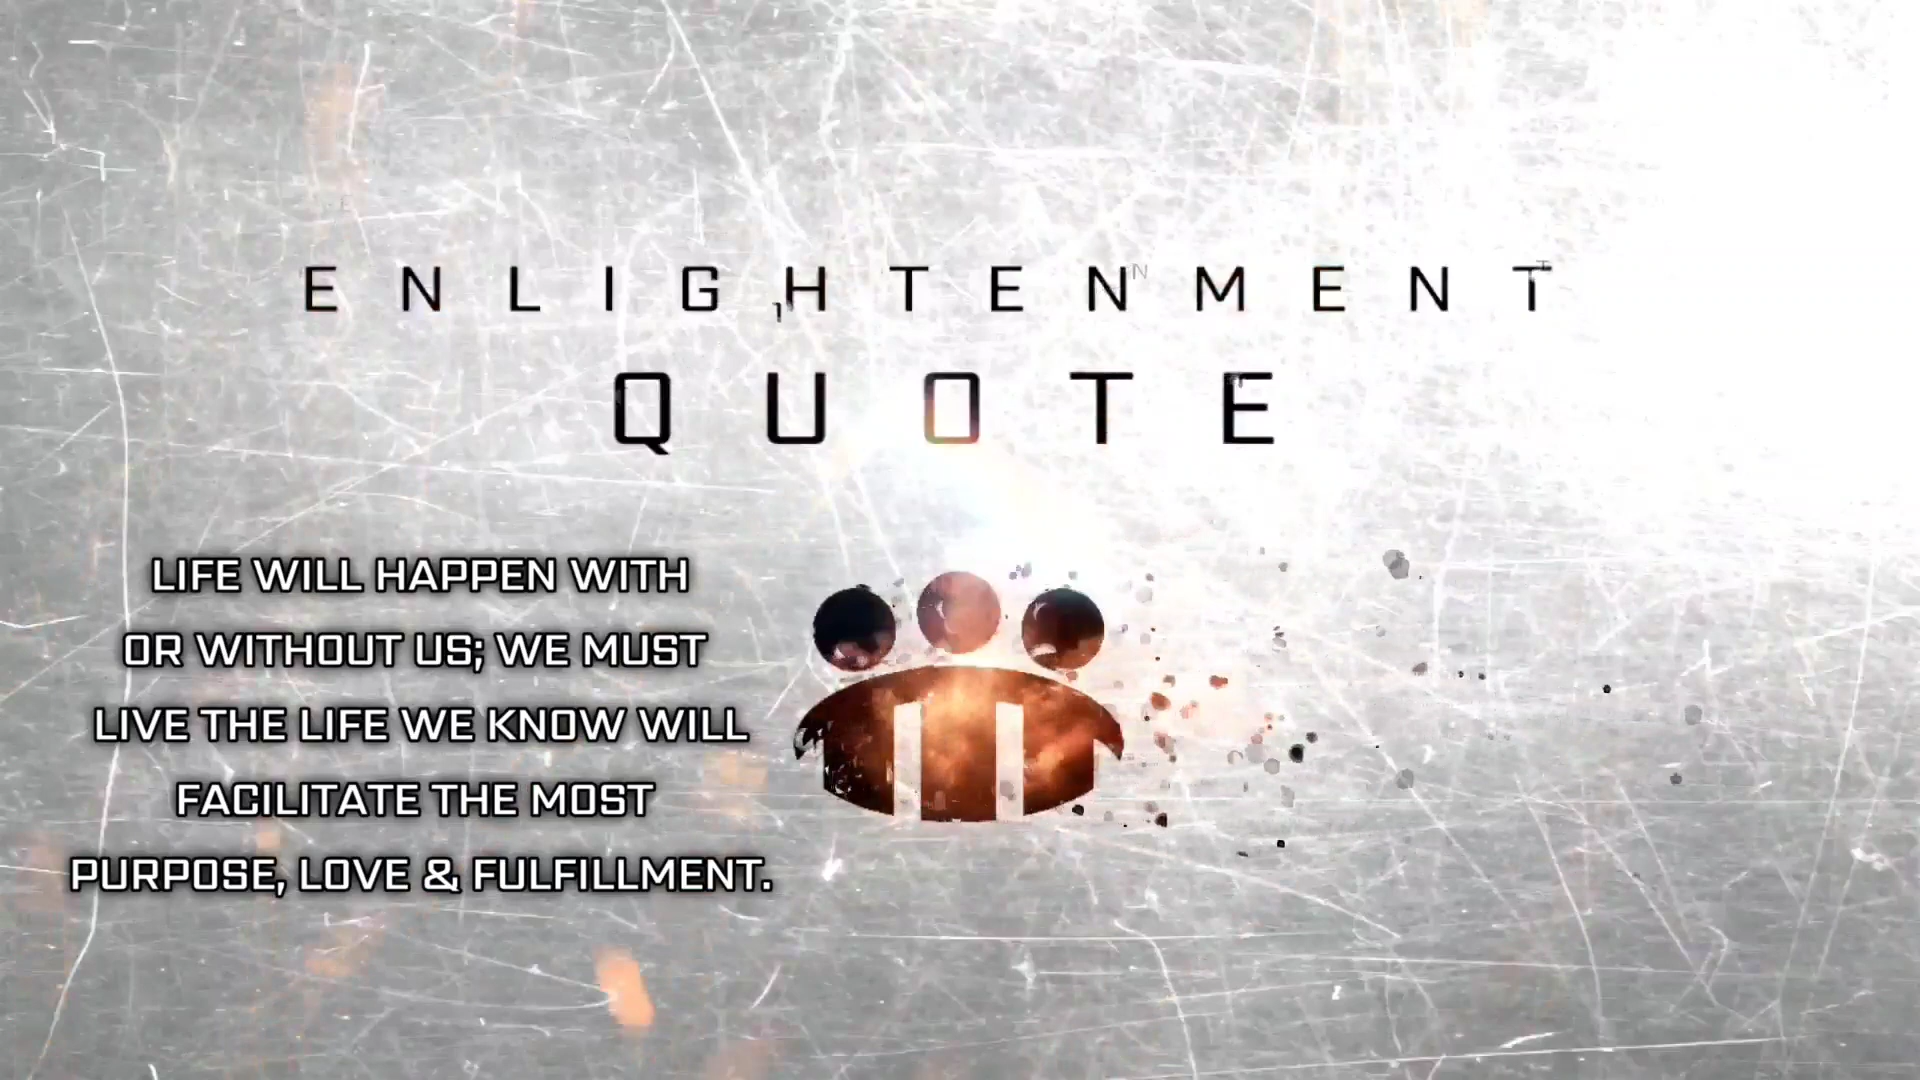 ENLIGHTENMENT
QUOTE
LIFE WILL HAPPEN WITH
OR WITHOUT US; WE MUST
LIVE THE LIFE WE KNOW WILL
FACILITATE THE MOST
PURPOSE, LOVE & FULFILLMENT.